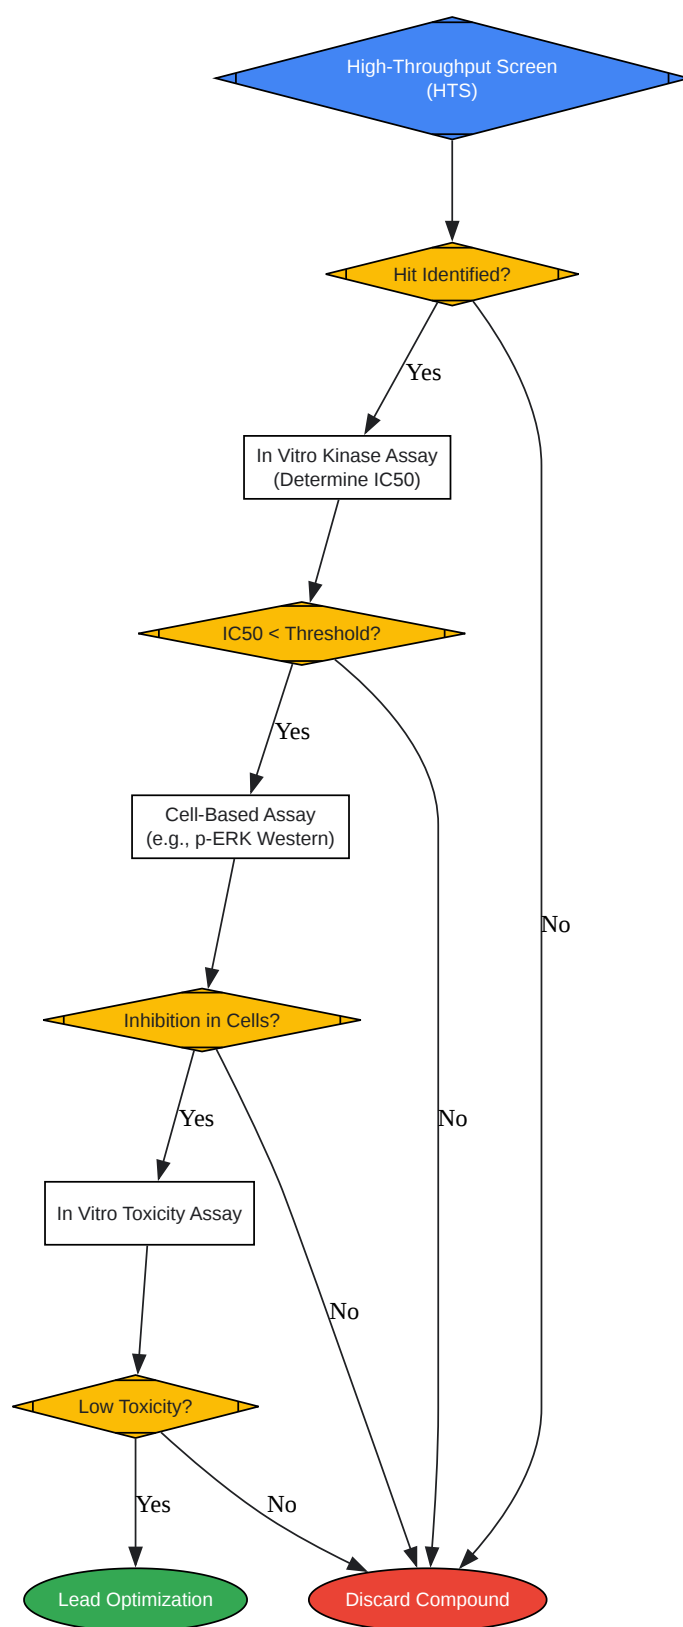 High-Throughput Screen
(HTS)
Hit Identified?
Yes
In Vitro Kinase Assay
(Determine IC50)
IC50 < Threshold?
Yes
Cell-Based Assay
(e.g., p-ERK Western)
No
Inhibition in Cells?
Yes
No
In Vitro Toxicity Assay
No
Low Toxicity?
Yes
No
Lead Optimization
Discard Compound